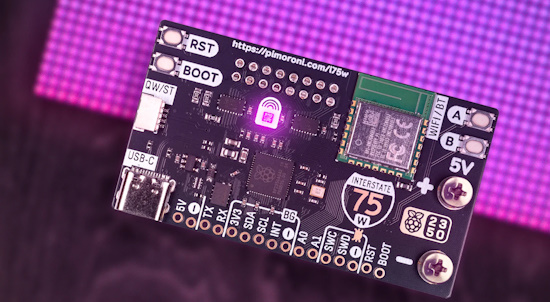 https://pimoroni.com/i75w
RST
BOOT
QW/ST
USB-C
WIFI/BT
A
B
5V
+
INTERSTATE
75
W
RP2350
-
5V
TX
RX
3V3
SDA
SCL
INT
BG
A0
A1
SWC
SWD
RST
BOOT